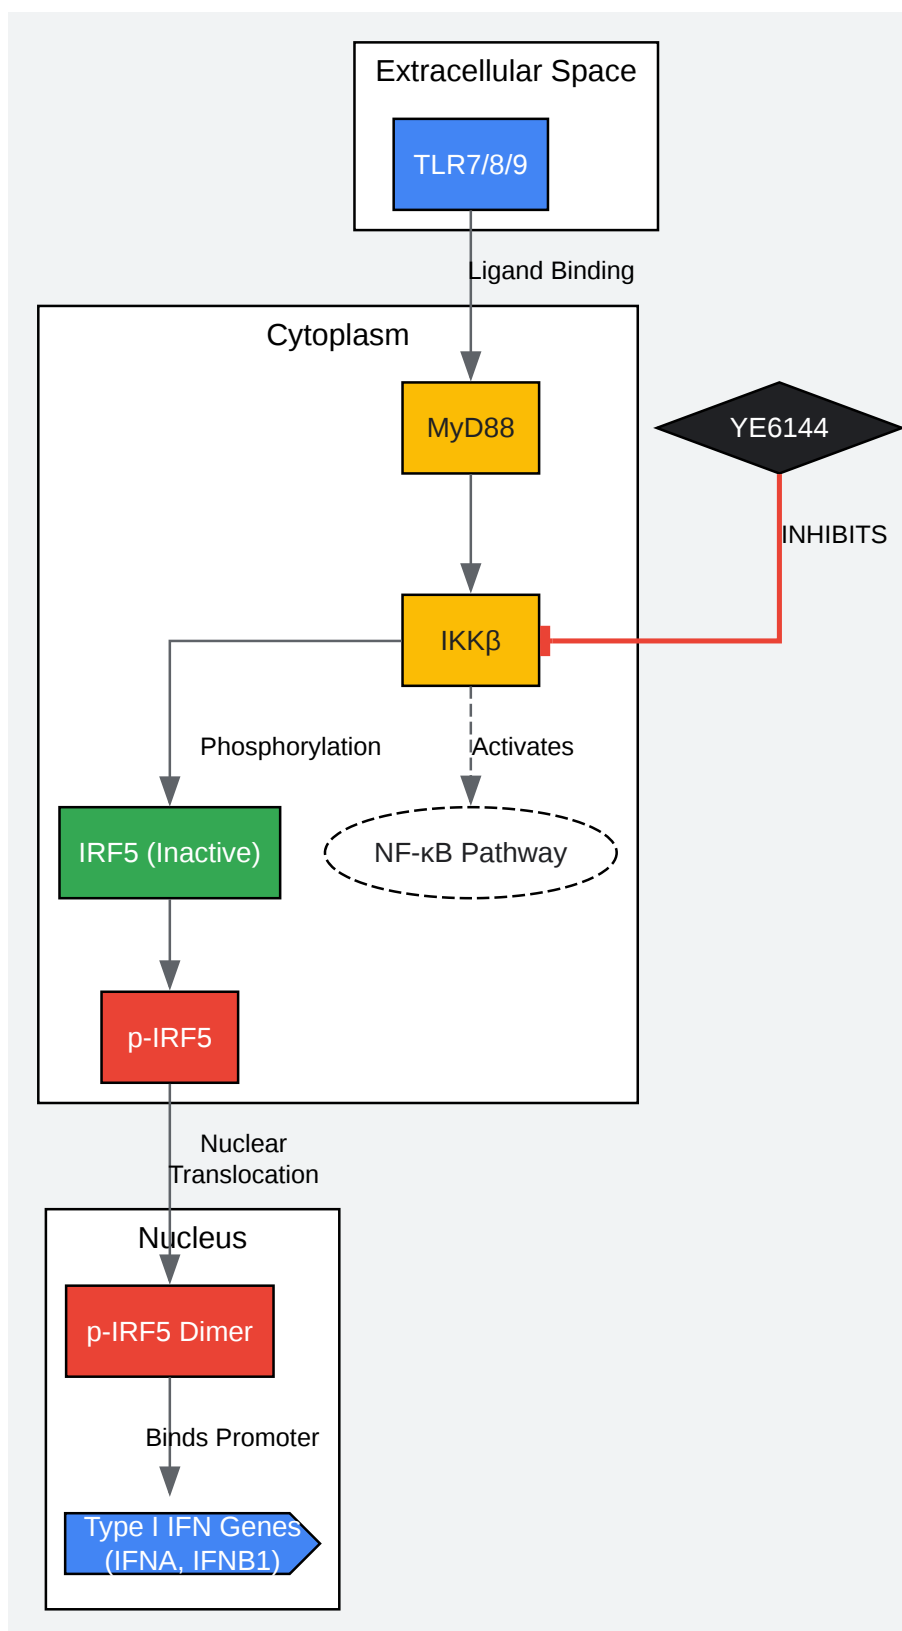 Extracellular Space
TLR7/8/9
Ligand Binding
Cytoplasm
MyD88
YE6144
INHIBITS
IKKβ
Phosphorylation
Activates
IRF5 (Inactive)
NF-κB Pathway
p-IRF5
Nuclear
Translocation
Nucleus
p-IRF5 Dimer
Binds Promoter
Type I IFN Genes
(IFNA, IFNB1)